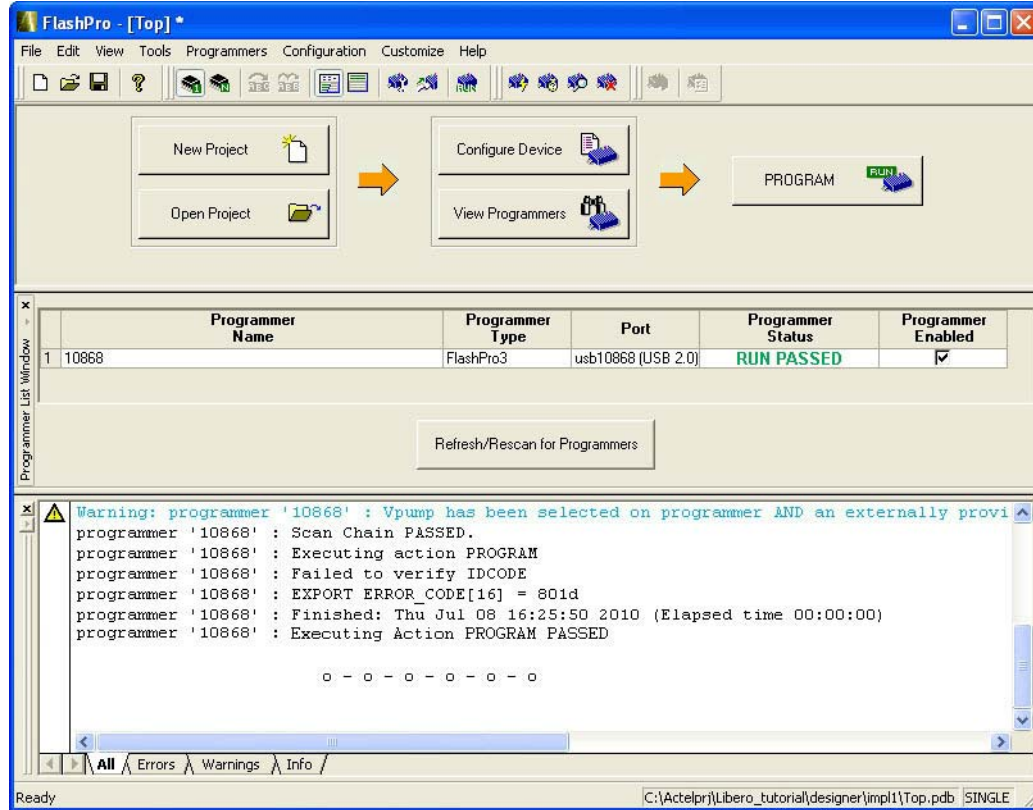 FlashPro - [Top] *
File Edit View Tools Programmers Configuration Customize Help
New Project
Open Project
Configure Device
View Programmers
PROGRAM
RUN
Programmer List Window
Programmer Name Programmer Type Port Programmer Status Programmer Enabled
1 10868 FlashPro3 usb10868 (USB 2.0) RUN PASSED
Refresh/Rescan for Programmers
Warning: programmer '10868' : Vpump has been selected on programmer AND an externally provi
programmer '10868' : Scan Chain PASSED.
programmer '10868' : Executing action PROGRAM
programmer '10868' : Failed to verify IDCODE
programmer '10868' : EXPORT ERROR_CODE[16] = 801d
programmer '10868' : Finished: Thu Jul 08 16:25:50 2010 (Elapsed time 00:00:00)
programmer '10868' : Executing Action PROGRAM PASSED
o - o - o - o - o - o
All Errors Warnings Info
Ready C:\Actelprj\Libero_tutorial\designer\impl1\Top.pdb SINGLE